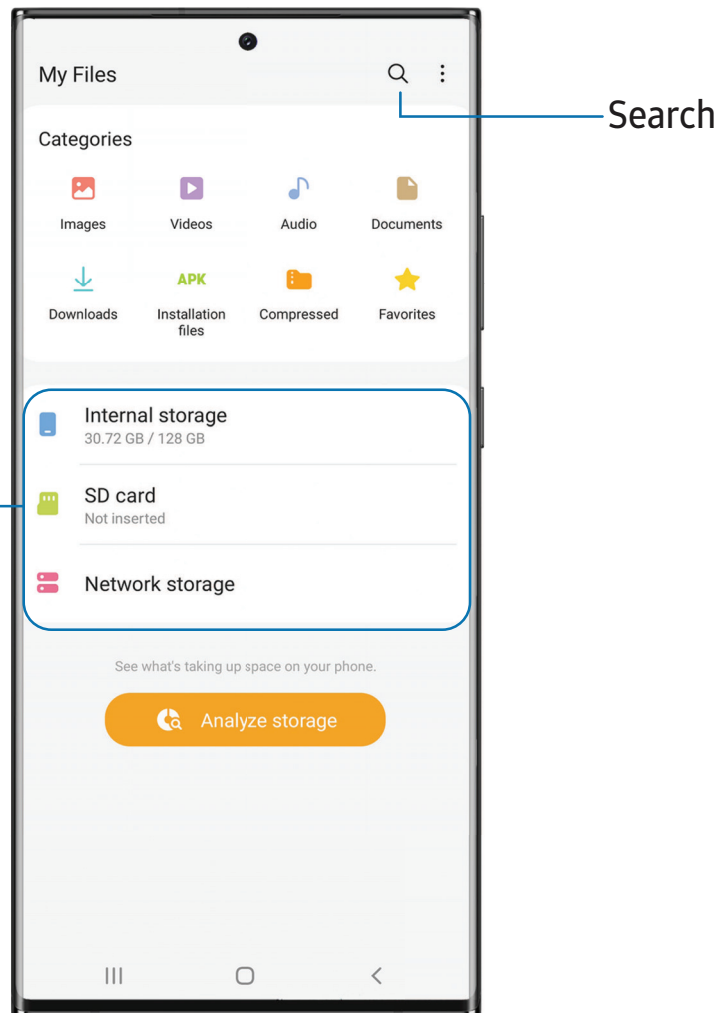 My Files
Search
Categories
Images
Videos
Audio
Documents
Downloads
APK
Installation
files
Compressed
Favorites
Internal storage
30.72 GB / 128 GB
SD card
Not inserted
Network storage
See what's taking up space on your phone.
Analyze storage